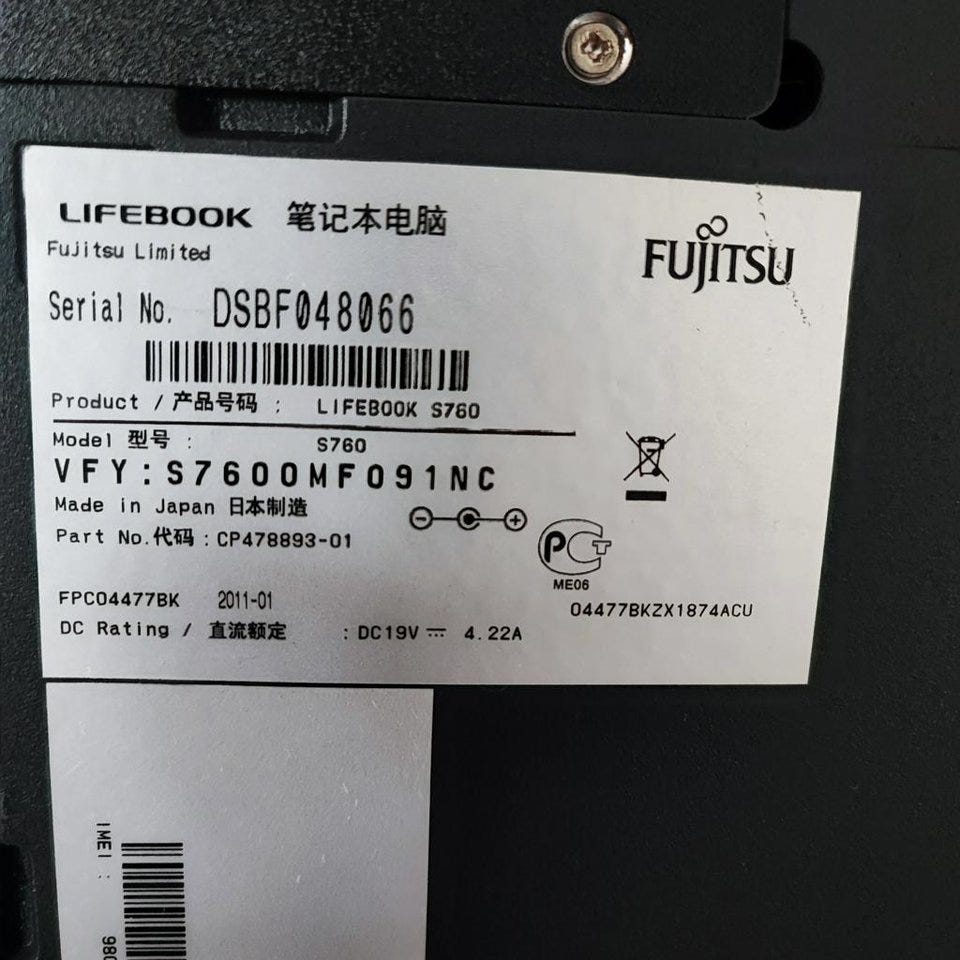 LIFEBOOK 笔记本电脑
Fujitsu Limited
FUJITSU
Serial No. DSBF048066
Product / 产品号码 : LIFEBOOK S760
Model 型号 : S760
VFY:S7600MF091NC
Made in Japan 日本制造
Part No.代码 : CP478893-01
PCT
ME06
FPC04477BK 2011-01
04477BKZX1874ACU
DC Rating / 直流额定 : DC19V ⎓ 4.22A
IMEI :